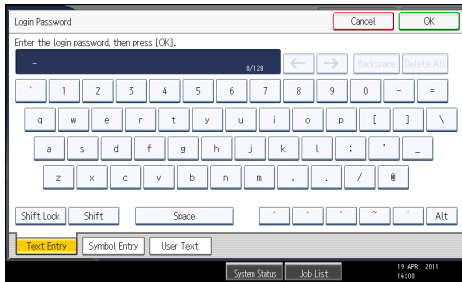 Login Password Cancel OK
Enter the login password, then press [OK].
_ 0/128 ← → Backspace Delete All
` 1 2 3 4 5 6 7 8 9 0 - =
q w e r t y u i o p [ ] \
a s d f g h j k l ; ' _
z x c v b n m , . / @
Shift Lock Shift Space ´ ` ^ ~ ¨ Alt
Text Entry Symbol Entry User Text
System Status Job List 19 APR 2011
14:08